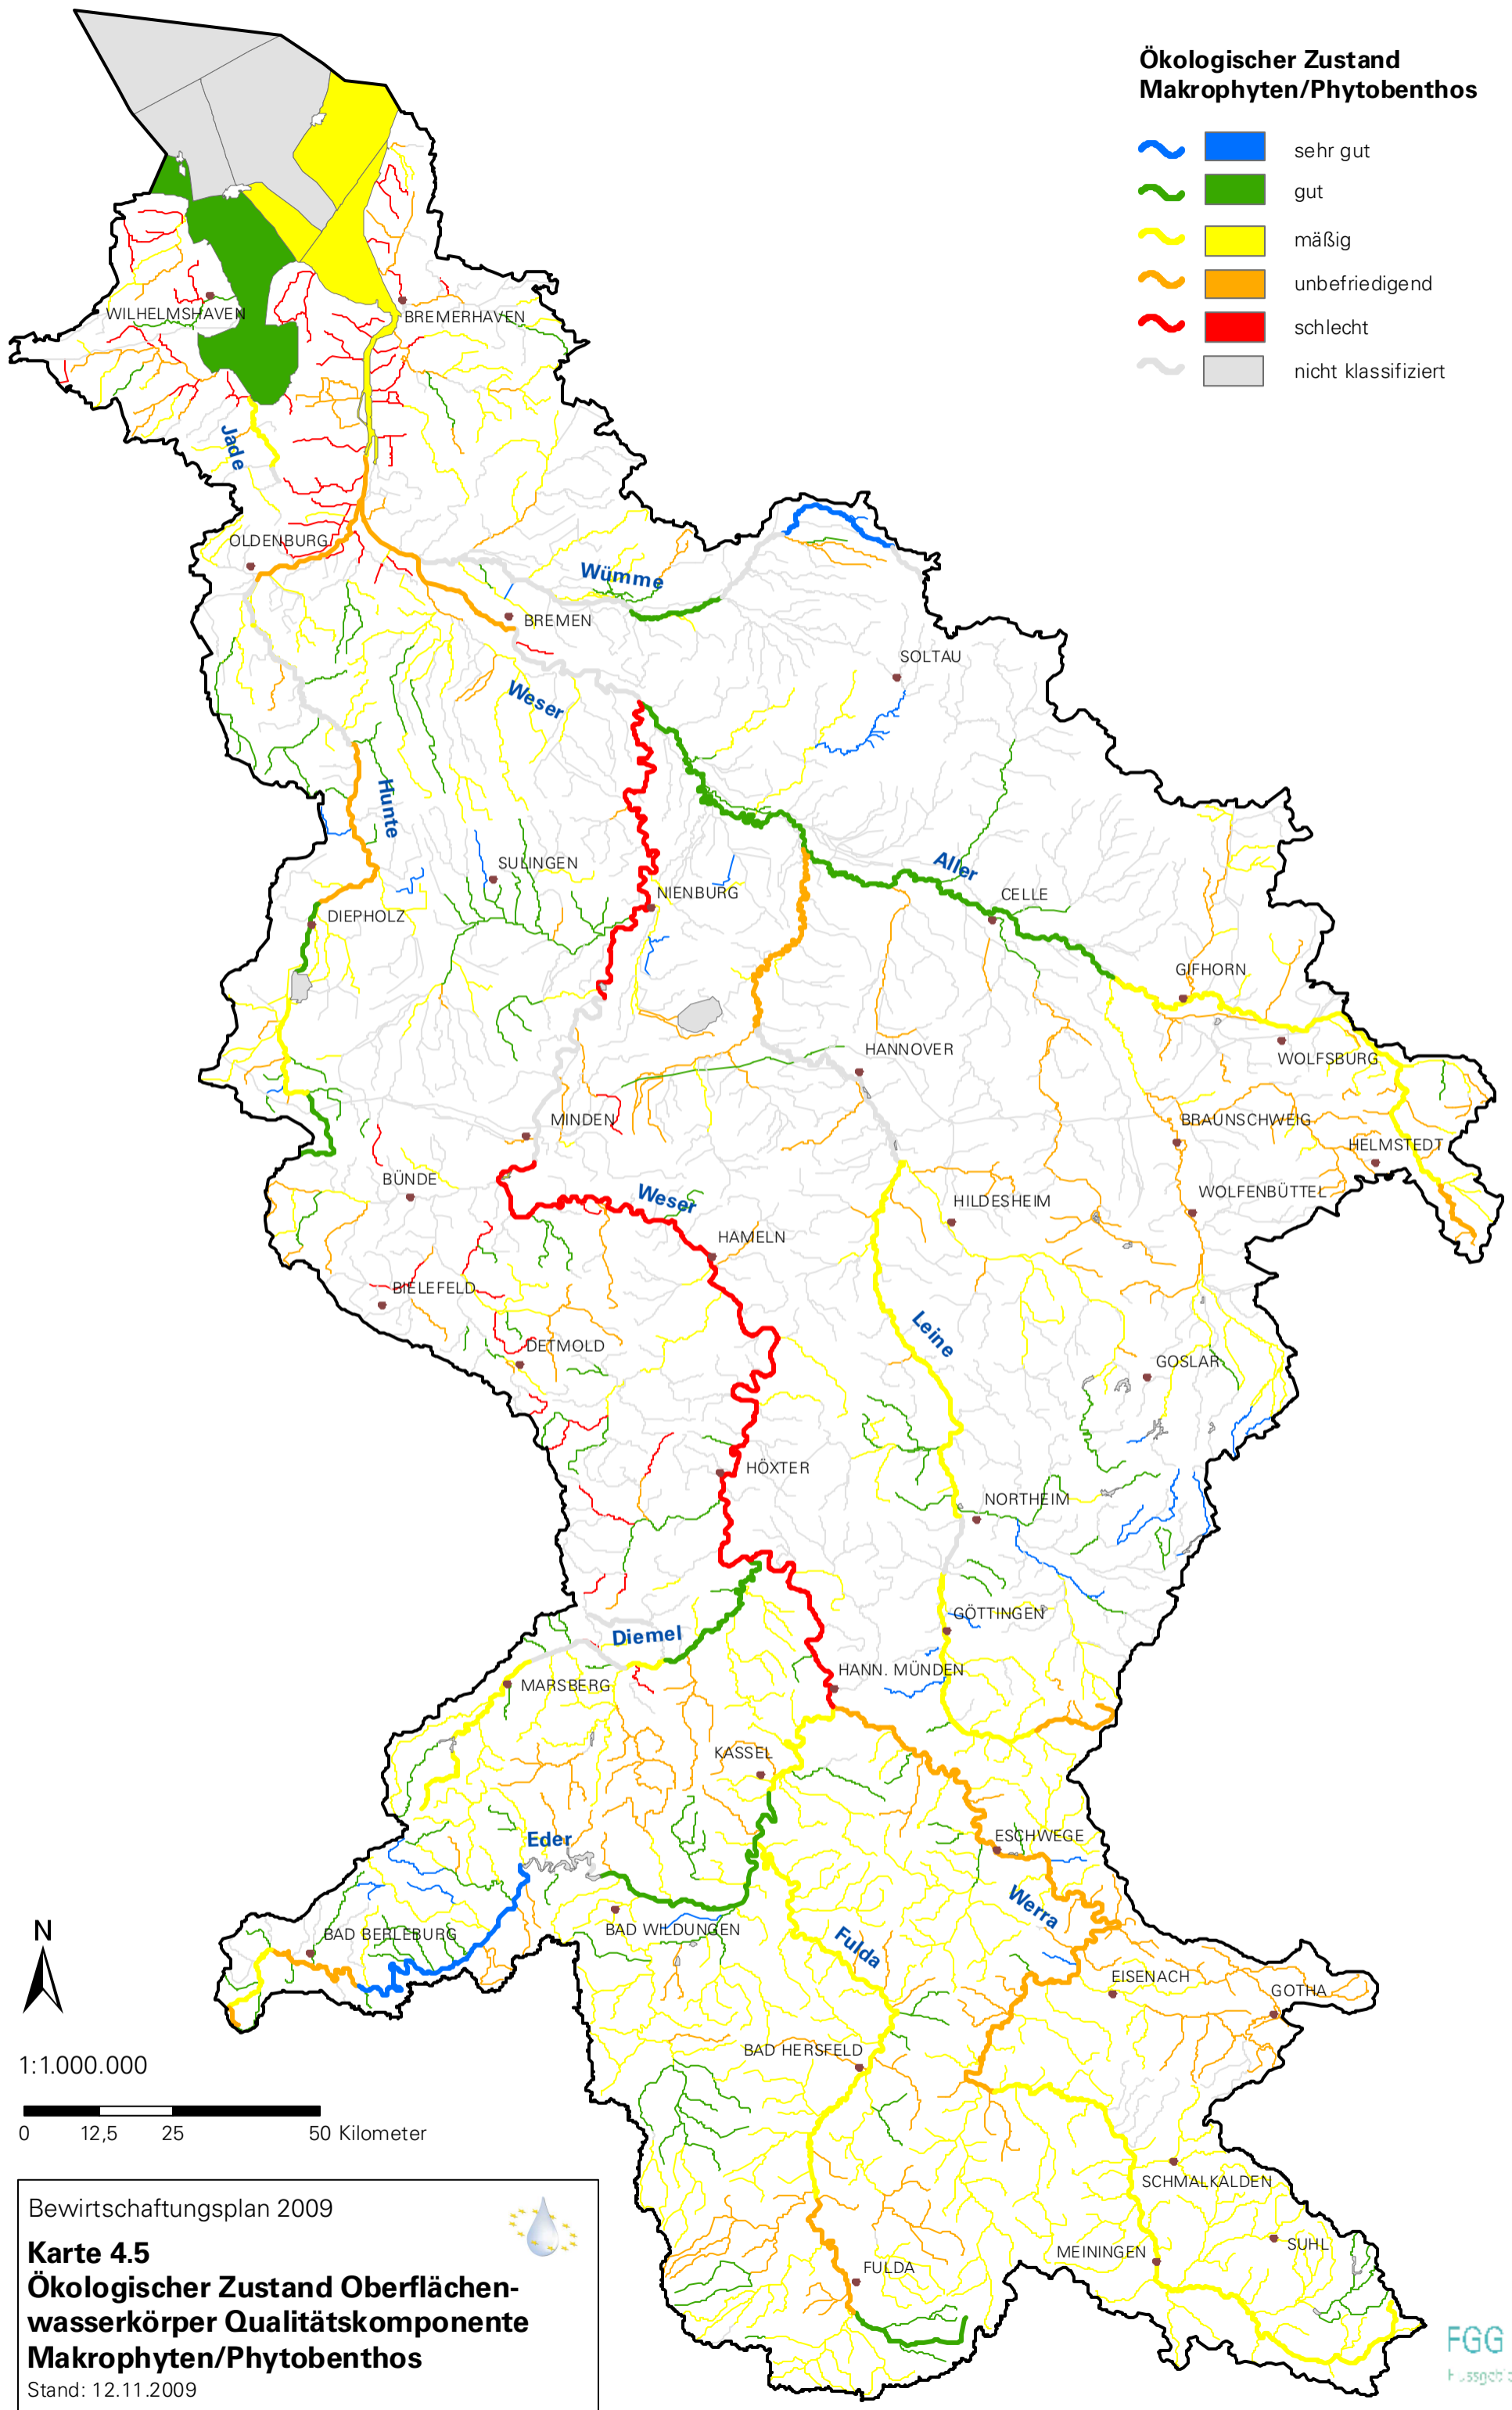 Ökologischer Zustand
Makrophyten/Phytobenthos
sehr gut
gut
mäßig
unbefriedigend
schlecht
nicht klassifiziert
WILHELMSHAVEN
BREMERHAVEN
Jade
OLDENBURG
Wümme
BREMEN
SOLTAU
Weser
Hunte
SULINGEN
Aller
NIENBURG
CELLE
DIEPHOLZ
GIFHORN
HANNOVER
WOLFSBURG
MINDEN
BRAUNSCHWEIG
HELMSTEDT
BÜNDE
Weser
HILDESHEIM
WOLFENBÜTTEL
HAMELN
BIELEFELD
Leine
DETMOLD
GOSLAR
HÖXTER
NORTHEIM
GÖTTINGEN
Diemel
HANN. MÜNDEN
MARSBERG
KASSEL
Eder
ESCHWEGE
Werra
BAD WILDUNGEN
BAD BERLEBURG
Fulda
EISENACH
GOTHA
BAD HERSFELD
SCHMALKALDEN
SUHL
MEININGEN
FULDA
N
1:1.000.000
0 12,5 25 50 Kilometer
Bewirtschaftungsplan 2009
Karte 4.5
Ökologischer Zustand Oberflächen-
wasserkörper Qualitätskomponente
Makrophyten/Phytobenthos
Stand: 12.11.2009
FGG